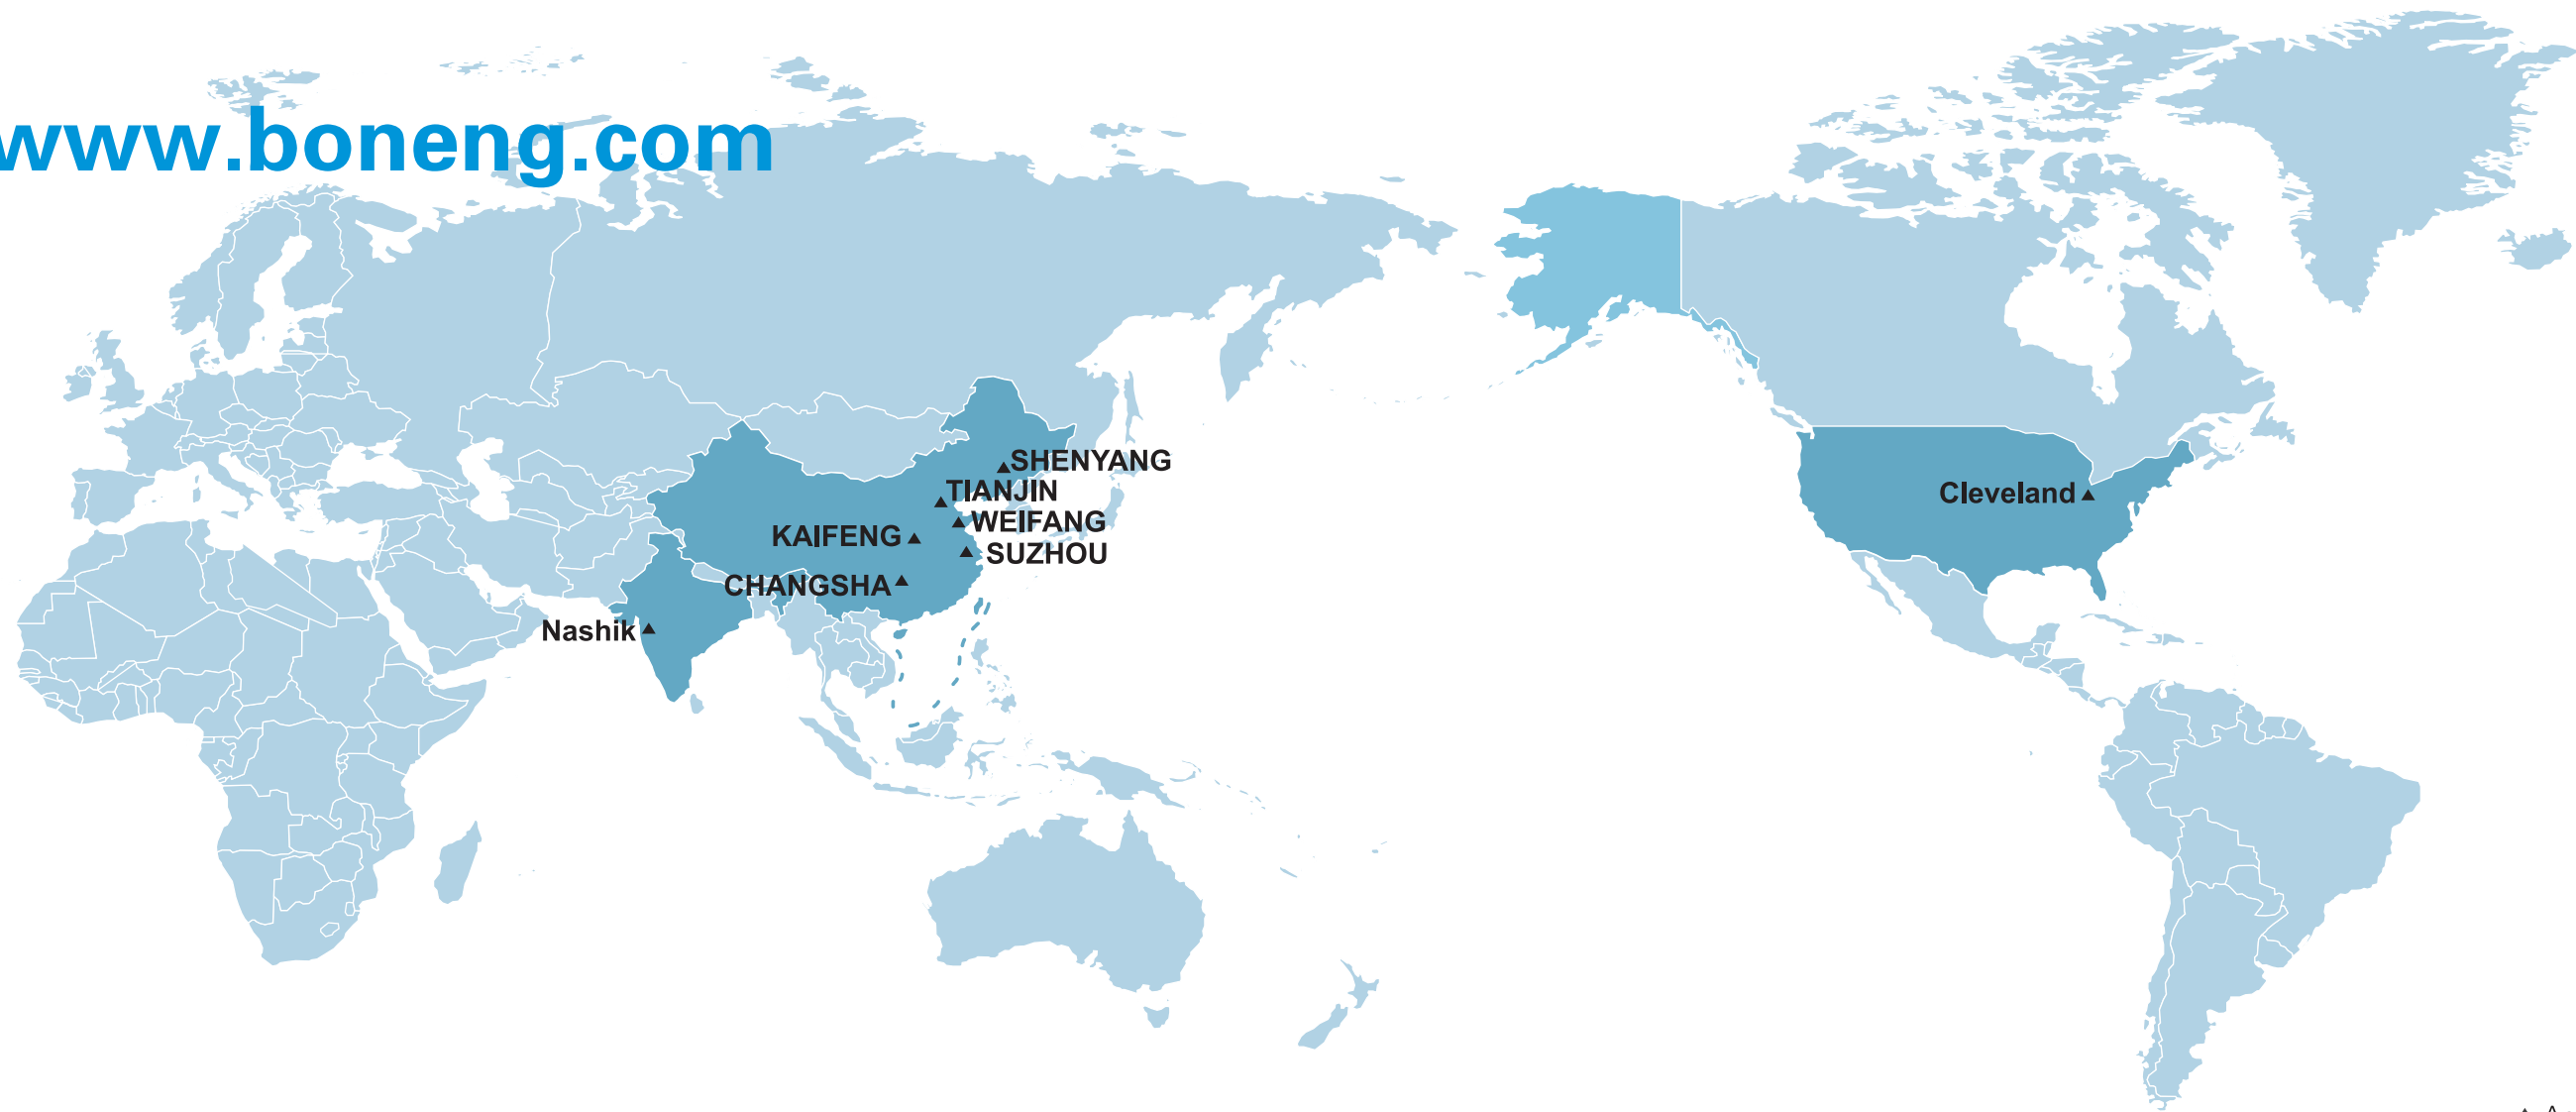 www.boneng.com
SHENYANG
TIANJIN
WEIFANG
KAIFENG
SUZHOU
CHANGSHA
Nashik
Cleveland